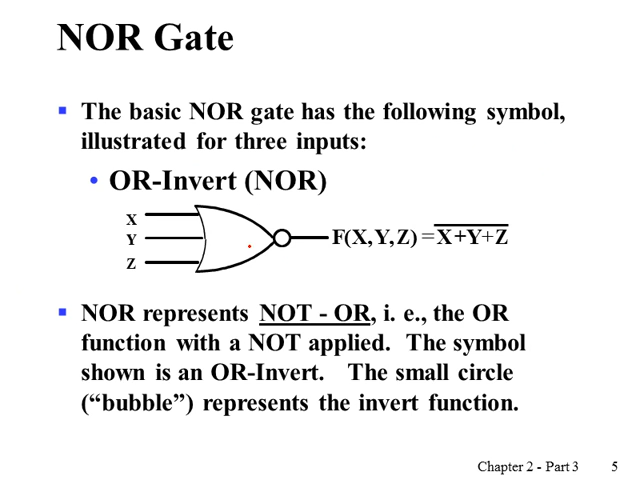 NOR Gate
▪ The basic NOR gate has the following symbol,
illustrated for three inputs:
• OR-Invert (NOR)
X
Y
Z
F(X,Y,Z) = X̅+̅Y̅+̅Z̅
▪ NOR represents NOT - OR, i. e., the OR
function with a NOT applied. The symbol
shown is an OR-Invert. The small circle
(“bubble”) represents the invert function.
Chapter 2 - Part 3 5